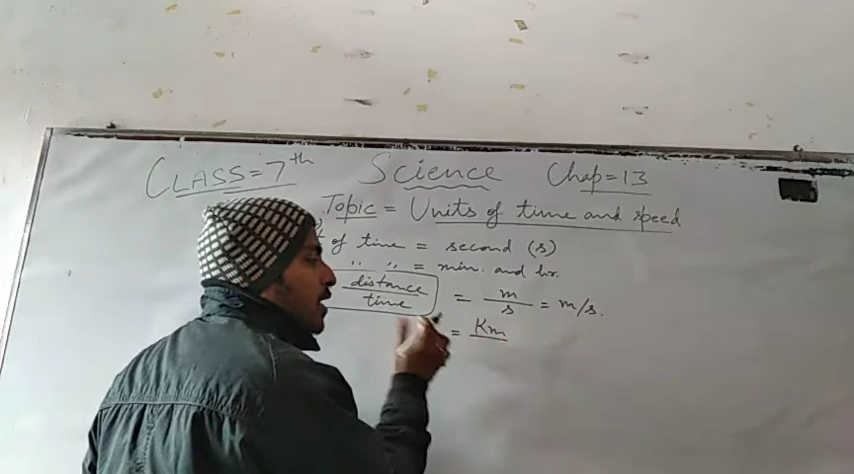 CLASS=7th Science Chap=13
Topic = Units of time and speed
of time = second (s)
" " = min. and hr.
distance/time = m/s = m/s.
= Km